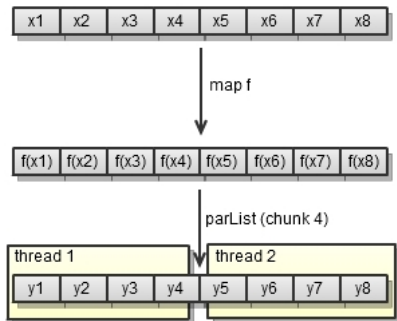 x1 x2 x3 x4 x5 x6 x7 x8
map f
f(x1) f(x2) f(x3) f(x4) f(x5) f(x6) f(x7) f(x8)
parList (chunk 4)
thread 1 thread 2
y1 y2 y3 y4 y5 y6 y7 y8